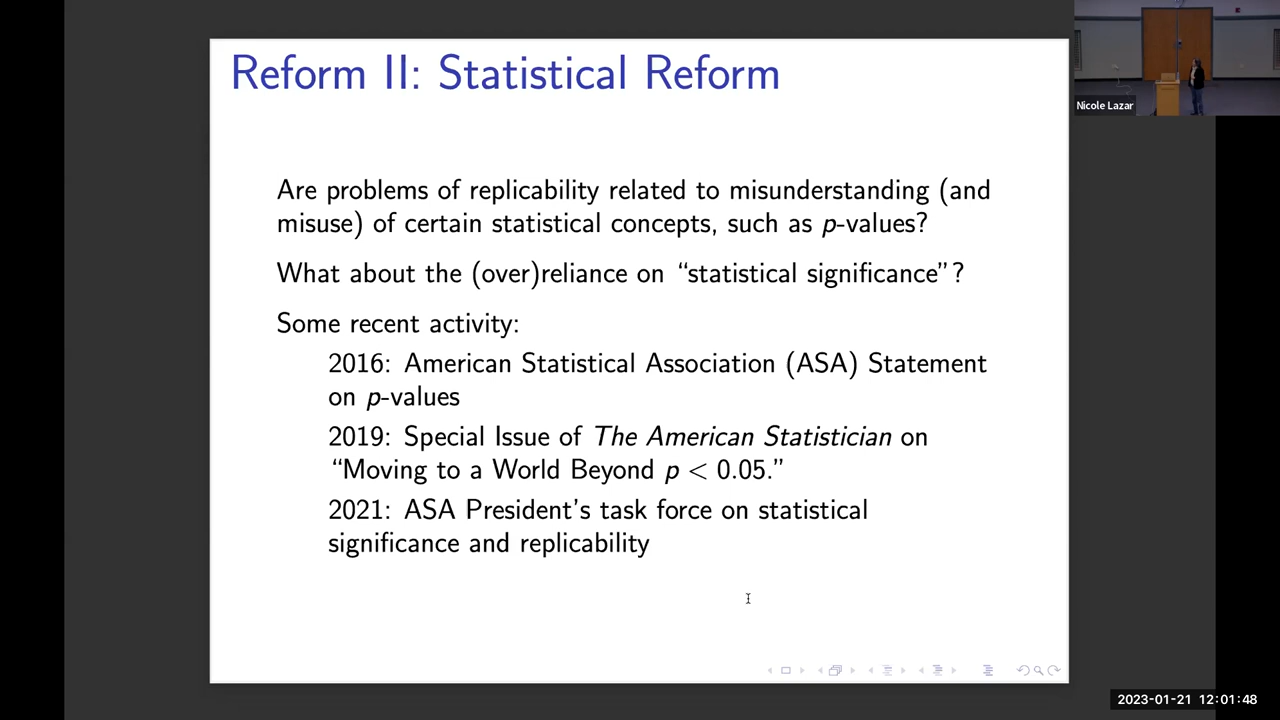 Reform II: Statistical Reform
Nicole Lazar
Are problems of replicability related to misunderstanding (and
misuse) of certain statistical concepts, such as p-values?
What about the (over)reliance on “statistical significance”?
Some recent activity:
2016: American Statistical Association (ASA) Statement
on p-values
2019: Special Issue of The American Statistician on
“Moving to a World Beyond p < 0.05.”
2021: ASA President’s task force on statistical
significance and replicability
2023-01-21 12:01:48